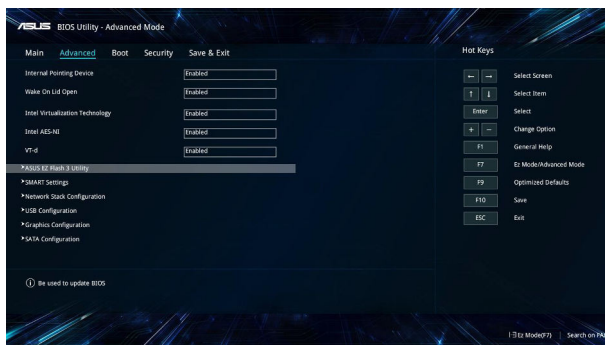 ASUS BIOS Utility - Advanced Mode
Main Advanced Boot Security Save & Exit
Internal Pointing Device Enabled
Wake On Lid Open Enabled
Intel Virtualization Technology Enabled
Intel AES-NI Enabled
VT-d Enabled
ASUS EZ Flash 3 Utility
SMART Settings
Network Stack Configuration
USB Configuration
Graphics Configuration
SATA Configuration
Be used to update BIOS
Hot Keys
← → Select Screen
↑ ↓ Select Item
Enter Select
+ − Change Option
F1 General Help
F7 Ez Mode/Advanced Mode
F9 Optimized Defaults
F10 Save
ESC Exit
Ez Mode(F7) | Search on FA